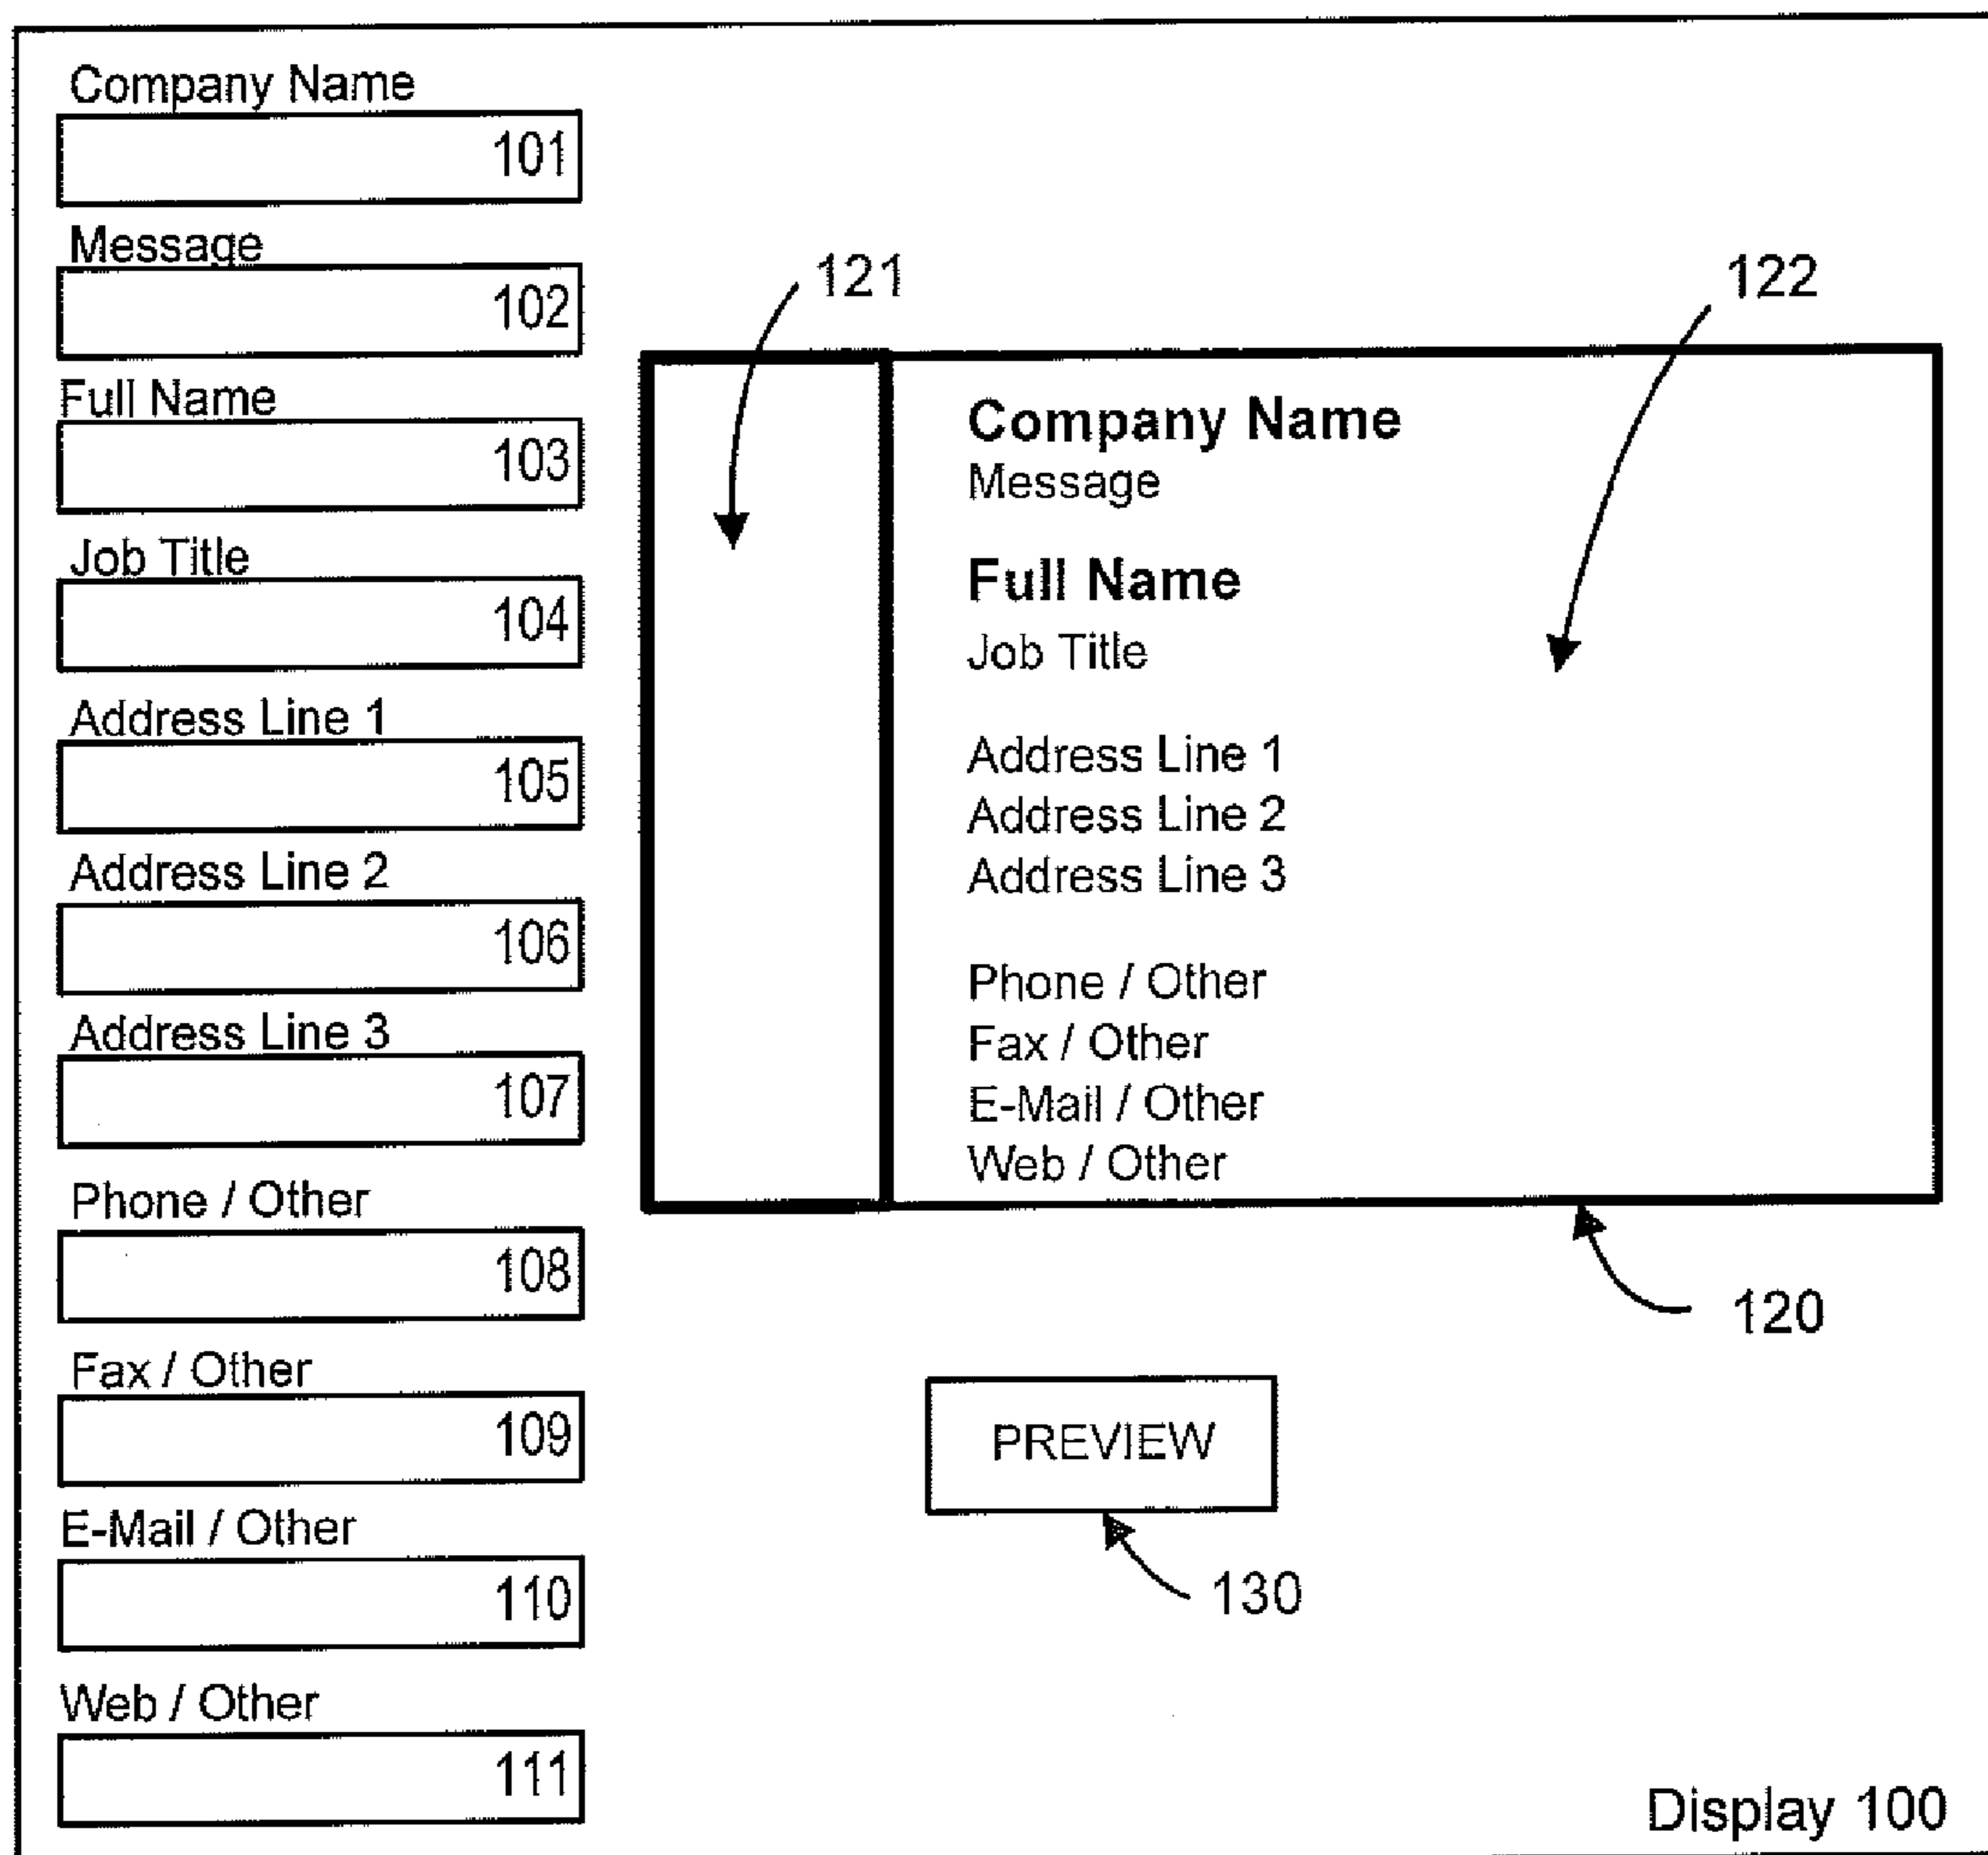 Company Name
101
Message
102
Full Name
103
Job Title
104
Address Line 1
105
Address Line 2
106
Address Line 3
107
Phone / Other
108
Fax / Other
109
E-Mail / Other
110
Web / Other
111
121
122
Company Name
Message
Full Name
Job Title
Address Line 1
Address Line 2
Address Line 3
Phone / Other
Fax / Other
E-Mail / Other
Web / Other
120
PREVIEW
130
Display 100